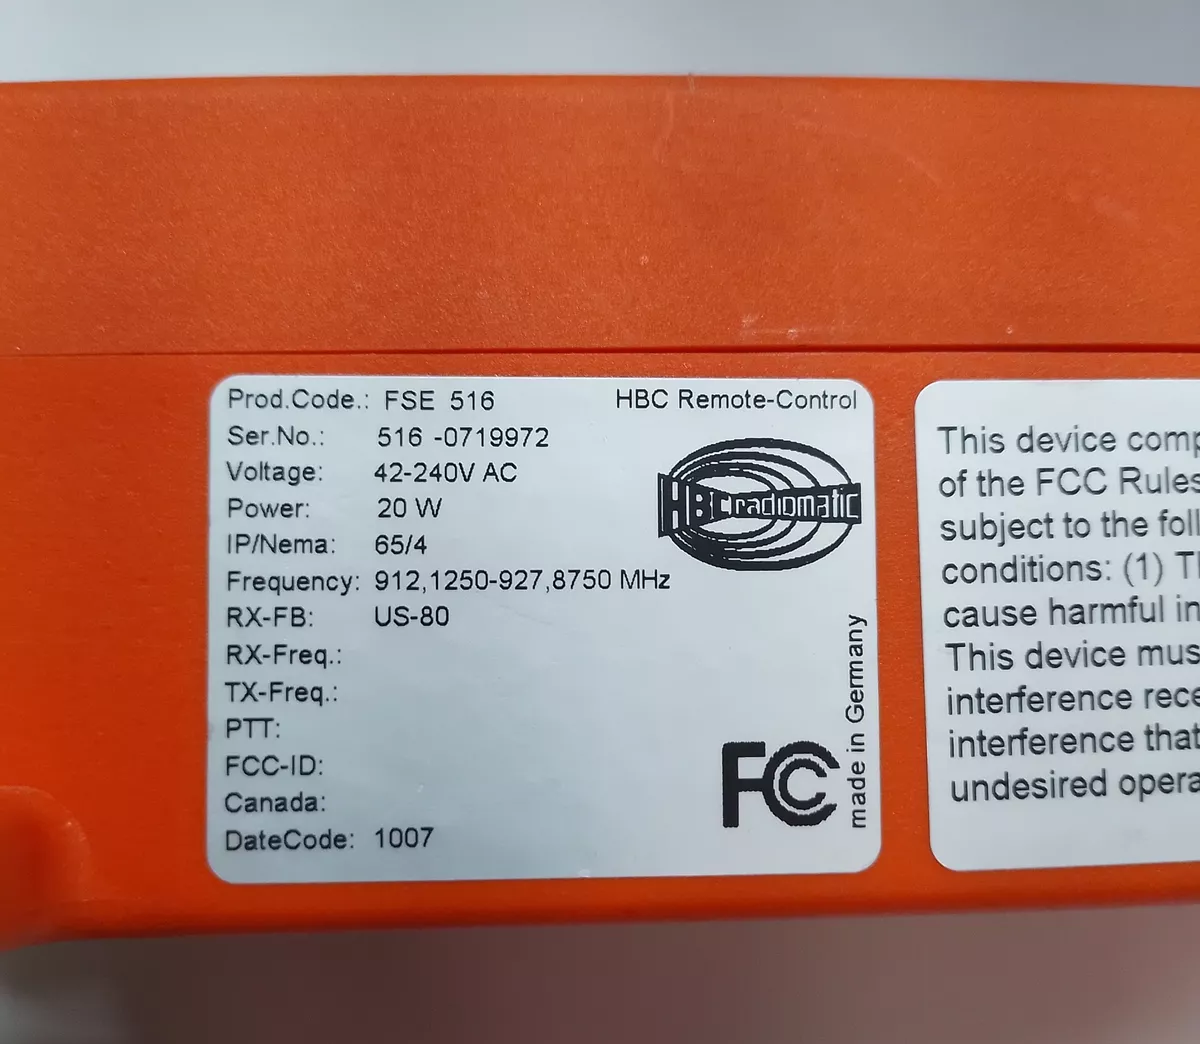 Prod.Code.: FSE 516 HBC Remote-Control
Ser.No.: 516 -0719972
Voltage: 42-240V AC
Power: 20 W
IP/Nema: 65/4
Frequency: 912,1250-927,8750 MHz
RX-FB: US-80
RX-Freq.:
TX-Freq.:
PTT:
FCC-ID:
Canada:
DateCode: 1007
HBC radiomatic
FC
made in Germany
This device comp
of the FCC Rules
subject to the foll
conditions: (1) Th
cause harmful in
This device mus
interference rece
interference that
undesired opera